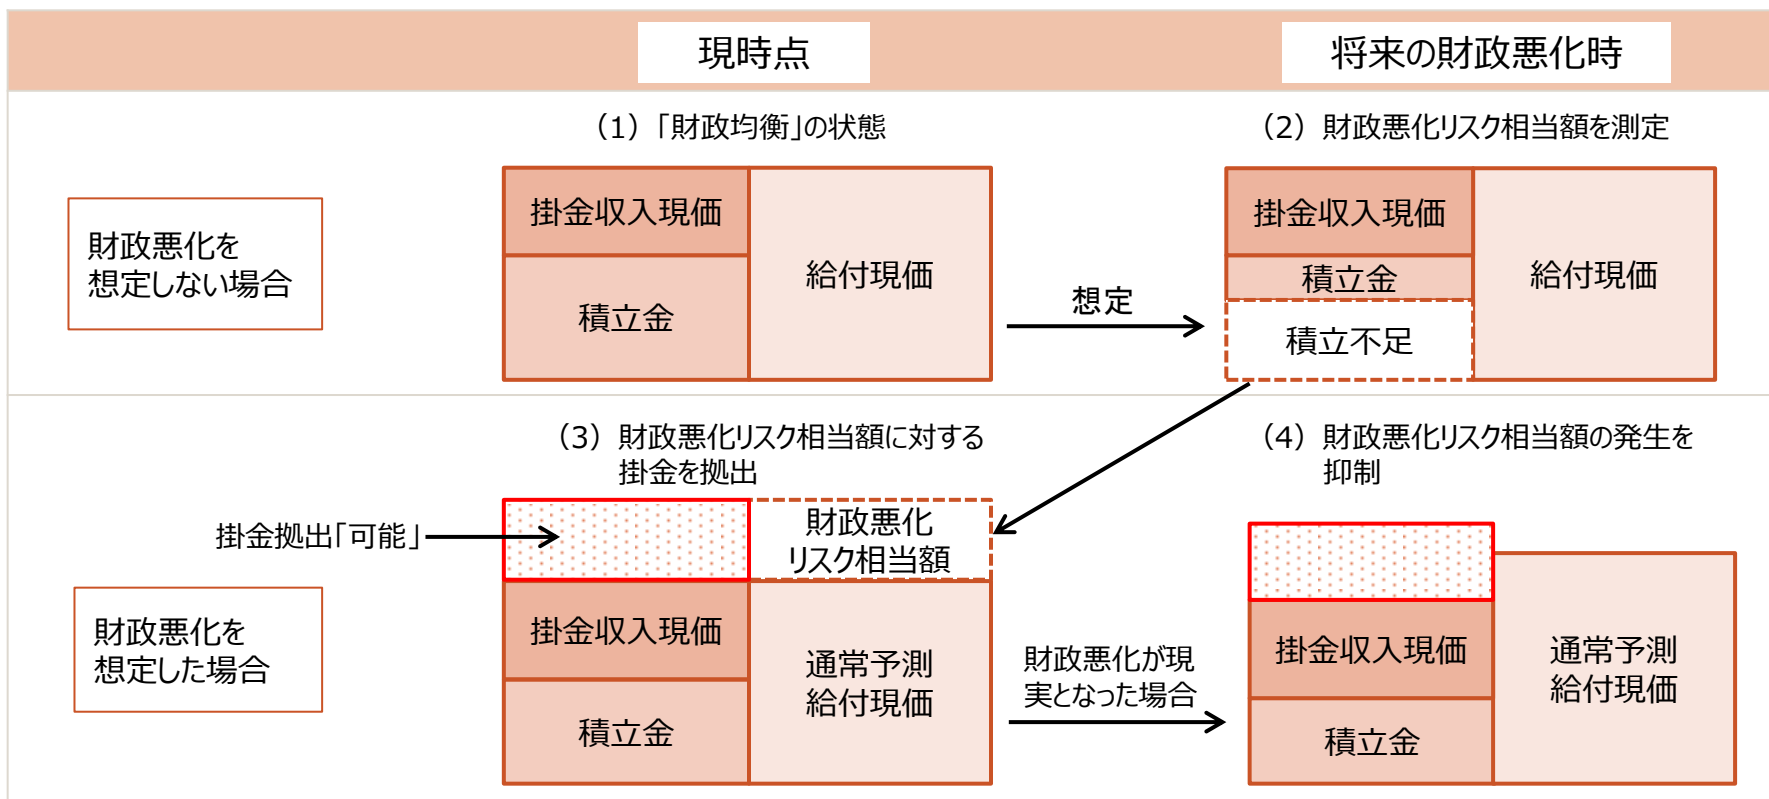 現時点
将来の財政悪化時
（1）「財政均衡」の状態
（2）財政悪化リスク相当額を測定
財政悪化を
想定しない場合
掛金収入現価
積立金
給付現価
想定
掛金収入現価
積立金
積立不足
給付現価
（3）財政悪化リスク相当額に対する
掛金を拠出
（4）財政悪化リスク相当額の発生を
抑制
掛金拠出「可能」
財政悪化
リスク相当額
財政悪化を
想定した場合
掛金収入現価
積立金
通常予測
給付現価
財政悪化が現
実となった場合
掛金収入現価
積立金
通常予測
給付現価